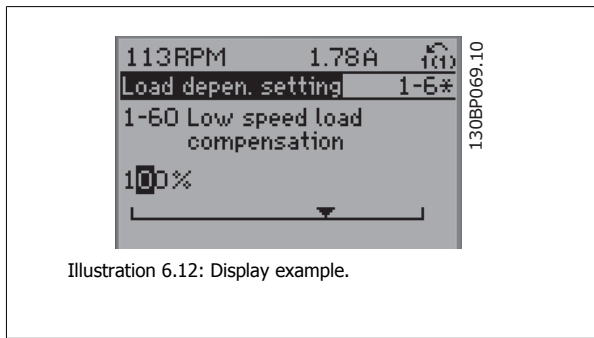 113RPM 1.78A 1(1)
Load depen. setting 1-6*
1-60 Low speed load
compensation
100%
130BP069.10
Illustration 6.12: Display example.